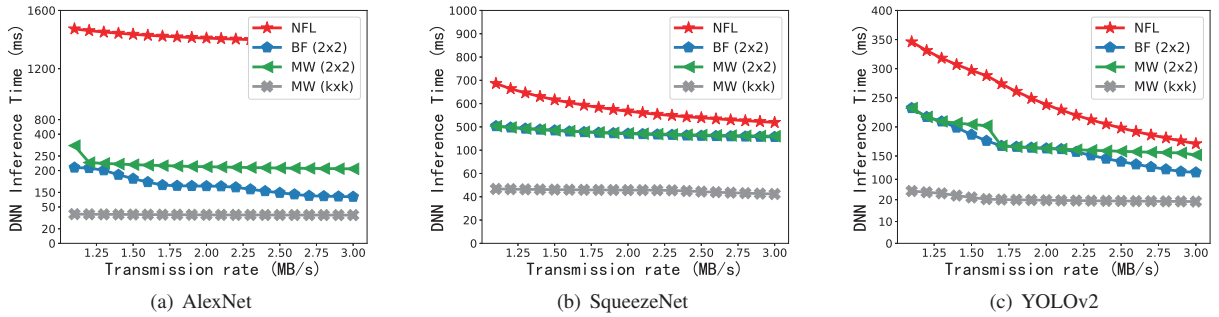 DNN Inference Time (ms)
1600
1200
800
400
250
200
150
50
20
0
NFL
BF (2x2)
MW (2x2)
MW (kxk)
1.25 1.50 1.75 2.00 2.25 2.50 2.75 3.00
Transmission rate (MB/s)
(a) AlexNet
DNN Inference Time (ms)
1000
900
800
700
600
500
100
60
40
0
NFL
BF (2x2)
MW (2x2)
MW (kxk)
1.25 1.50 1.75 2.00 2.25 2.50 2.75 3.00
Transmission rate (MB/s)
(b) SqueezeNet
DNN Inference Time (ms)
400
350
300
250
200
150
100
20
10
0
NFL
BF (2x2)
MW (2x2)
MW (kxk)
1.25 1.50 1.75 2.00 2.25 2.50 2.75 3.00
Transmission rate (MB/s)
(c) YOLOv2